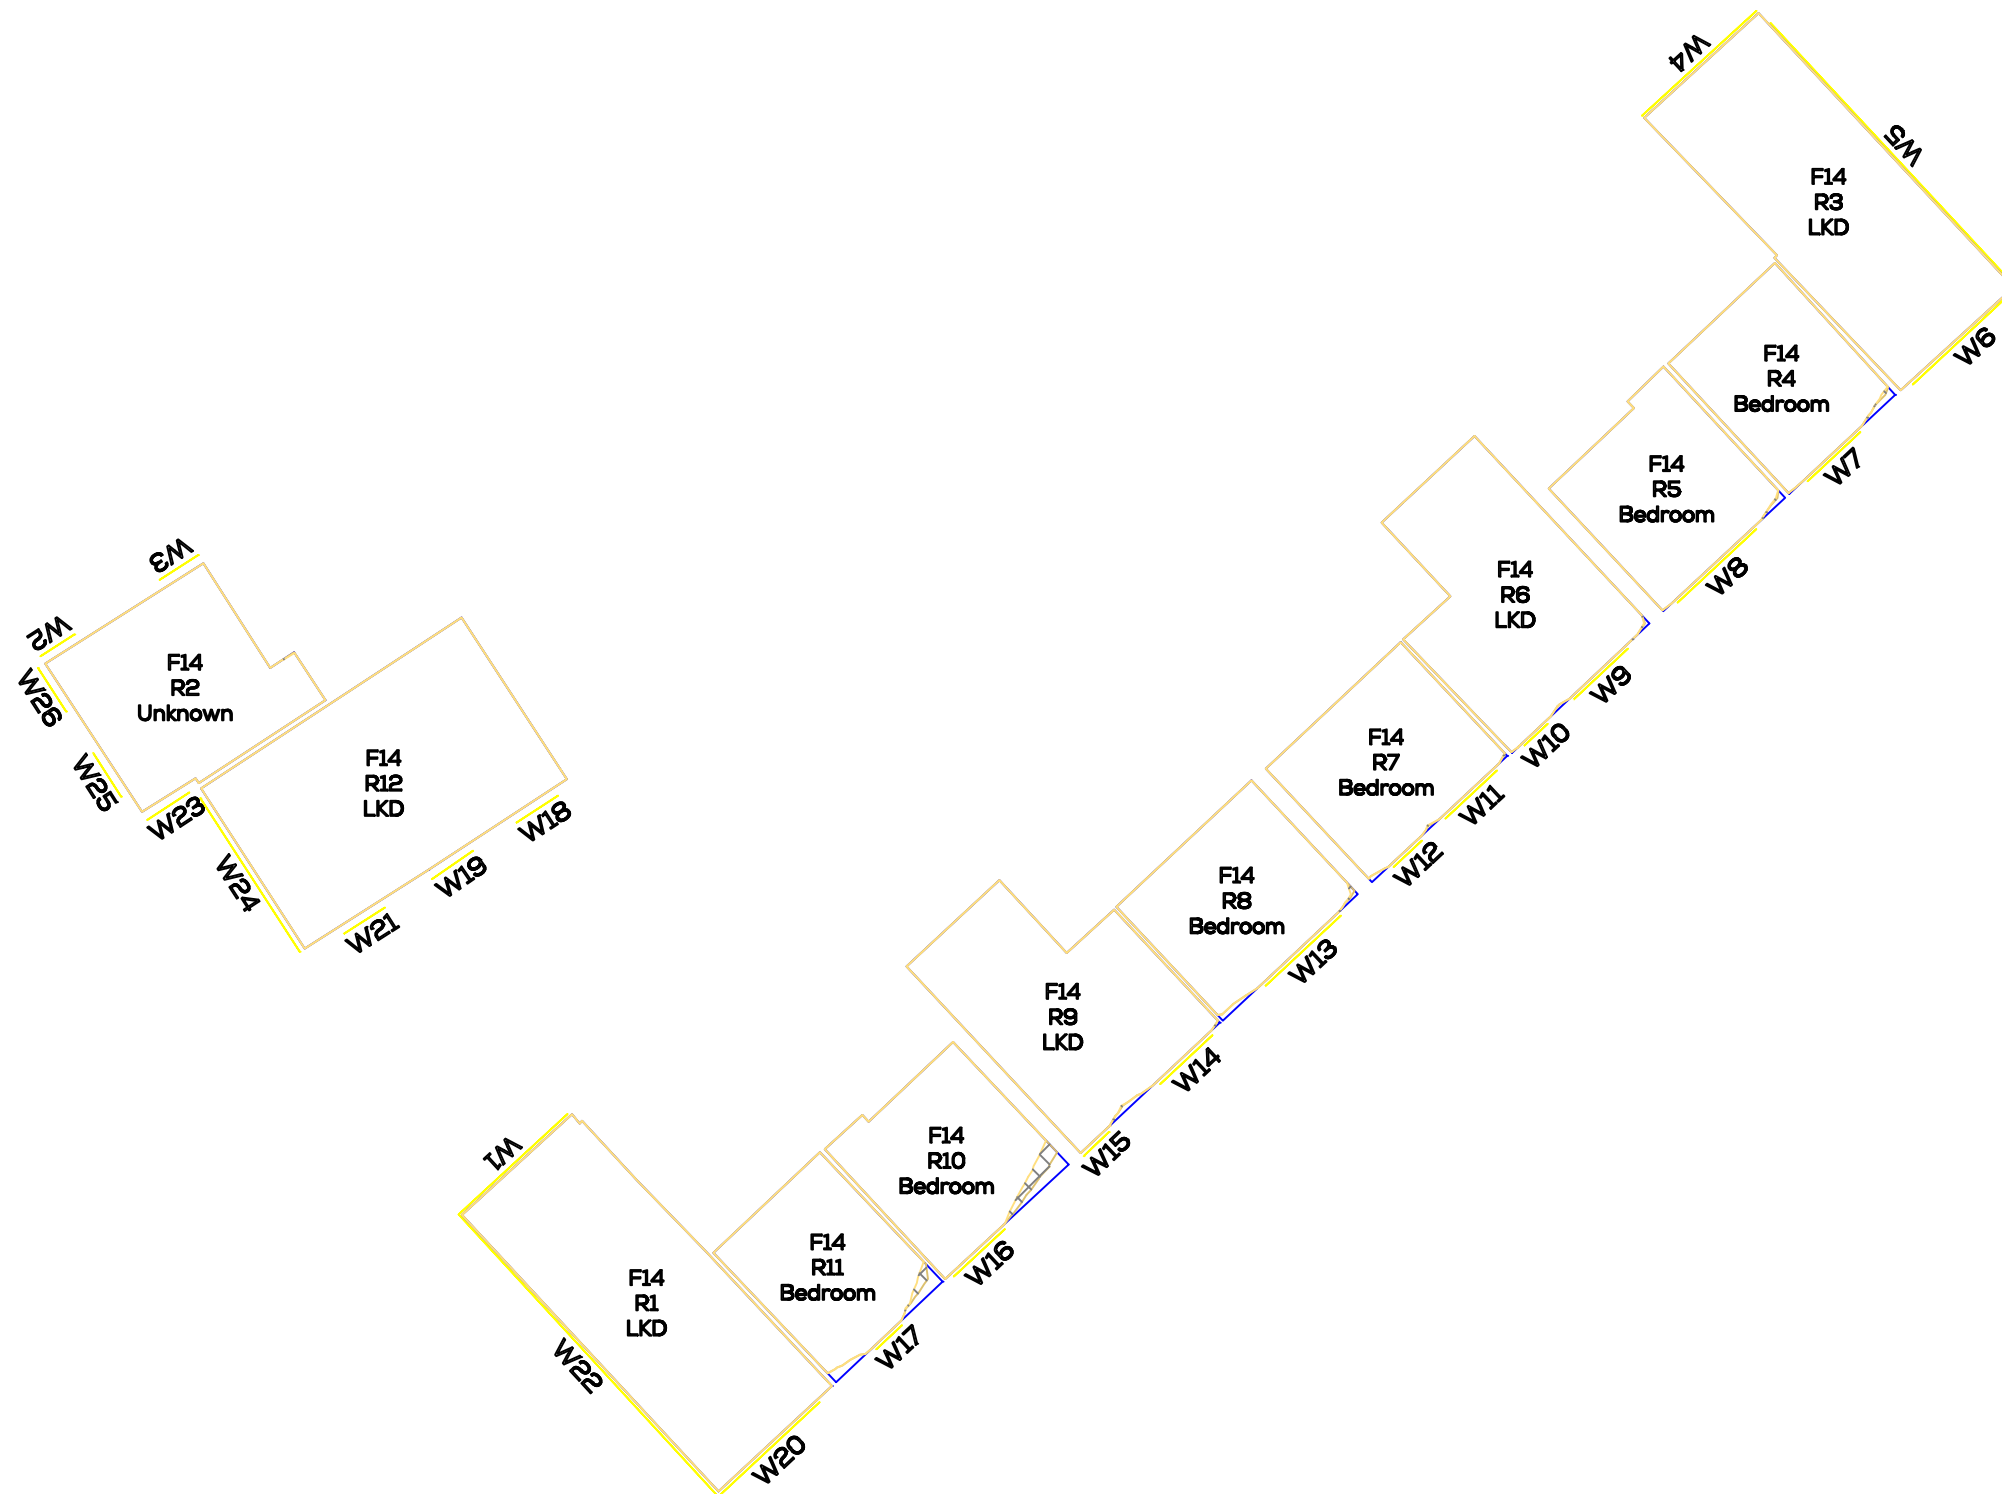 W4
W5
F14
R3
LKD
W6
F14
R4
Bedroom
W7
F14
R5
Bedroom
W8
F14
R6
LKD
W9
W10
W3
W2
F14
R2
Unknown
W26
W25
W23
F14
R12
LKD
W18
W19
W21
W24
F14
R7
Bedroom
W11
W12
F14
R8
Bedroom
W13
F14
R9
LKD
W14
W15
F14
R10
Bedroom
W16
F14
R11
Bedroom
W17
W1
F14
R1
LKD
W22
W20